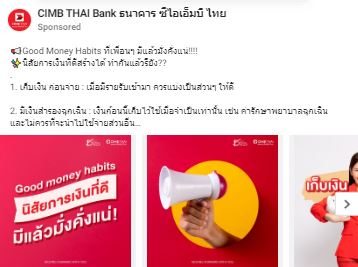 CIMB THAI Bank ธนาคาร ซีไอเอ็มบี ไทย
Sponsored
📢Good Money Habits ที่เพื่อนๆ มีแล้วมั่งคั่งแน่!!!!
✨นิสัยการเงินที่ดีสร้างได้ ทำกันแล้วรึยัง??
.
1. เก็บเงิน ก่อนจ่าย : เมื่อมีรายรับเข้ามา ควรแบ่งเป็นส่วนๆ ให้ดี
2. มีเงินสำรองฉุกเฉิน : เงินก้อนนี้เก็บไว้ใช้เมื่อจำเป็นเท่านั้น เช่น ค่ารักษาพยาบาลฉุกเฉิน
และไม่ควรที่จะนำไปใช้จ่ายส่วนอื่น...
Good money habits
นิสัยการเงินที่ดี
มีแล้วมั่งคั่งแน่!
เก็บเงิน